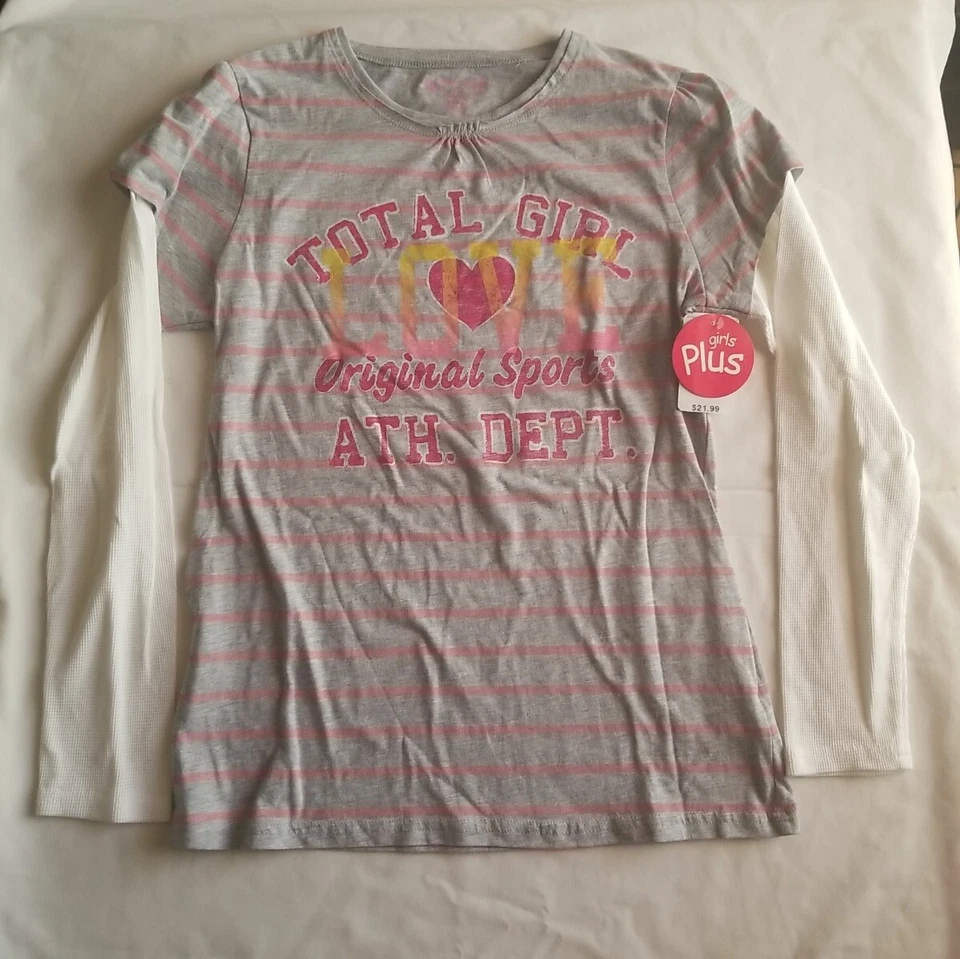 TOTAL GIRL
LOVE
Original Sports
ATH. DEPT.
girls
Plus
$21.99